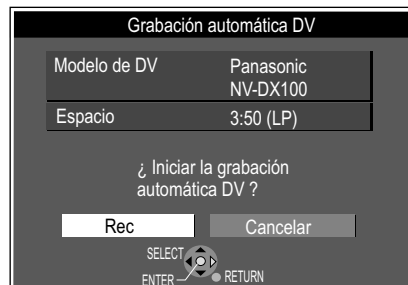 Grabación automática DV
Modelo de DV Panasonic
NV-DX100
Espacio 3:50 (LP)
¿ Iniciar la grabación
automática DV ?
Rec Cancelar
SELECT
ENTER RETURN